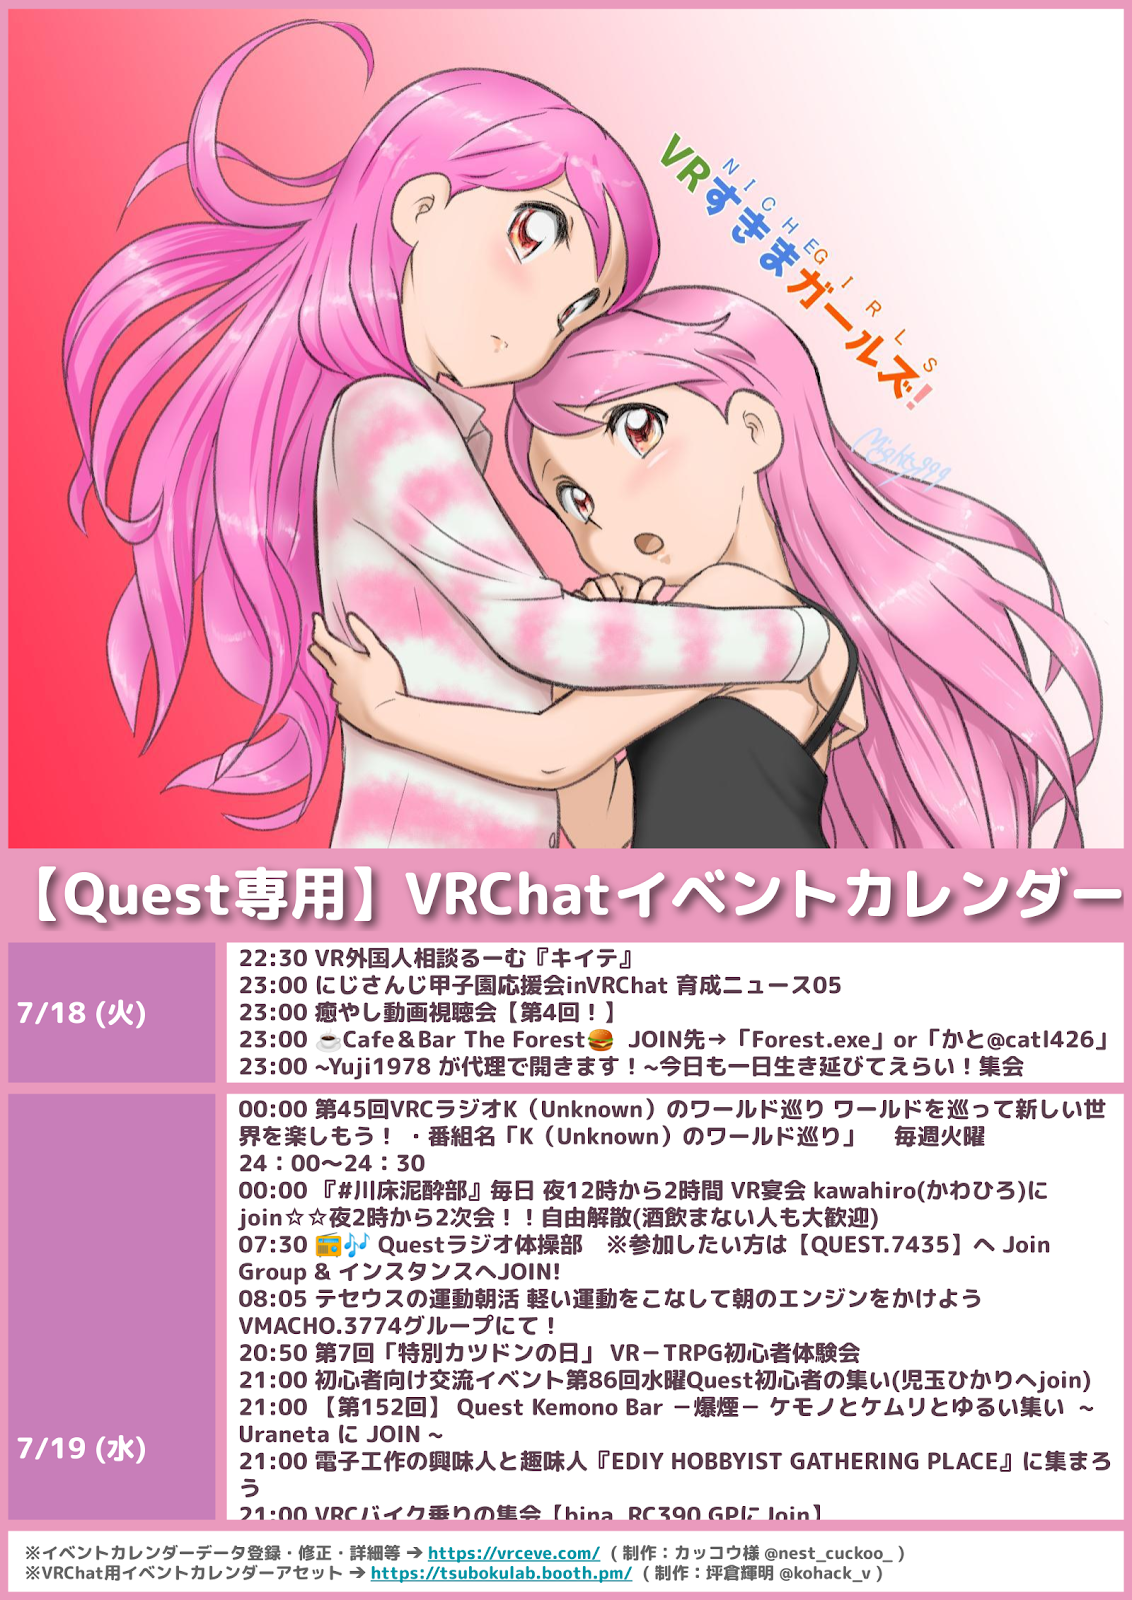 VRすきまガールズ!
NICHE GIRLS
Mighty999
【Quest専用】VRChatイベントカレンダー
7/18 (火)
22:30 VR外国人相談るーむ『キイテ』
23:00 にじさんじ甲子園応援会inVRChat 育成ニュース05
23:00 癒やし動画視聴会【第4回！】
23:00 ☕Cafe＆Bar The Forest🍔 JOIN先→「Forest.exe」or「かと@catl426」
23:00 ~Yuji1978 が代理で開きます！~今日も一日生き延びてえらい！集会
7/19 (水)
00:00 第45回VRCラジオK（Unknown）のワールド巡り ワールドを巡って新しい世
界を楽しもう！ ・番組名「K（Unknown）のワールド巡り」 毎週火曜
24：00～24：30
00:00 『#川床泥酔部』毎日 夜12時から2時間 VR宴会 kawahiro(かわひろ)に
join☆☆夜2時から2次会！！自由解散(酒飲まない人も大歓迎)
07:30 📻🎶 Questラジオ体操部 ※参加したい方は【QUEST.7435】へ Join
Group & インスタンスへJOIN!
08:05 テセウスの運動朝活 軽い運動をこなして朝のエンジンをかけよう
VMACHO.3774グループにて！
20:50 第7回「特別カツドンの日」 VR－TRPG初心者体験会
21:00 初心者向け交流イベント第86回水曜Quest初心者の集い(児玉ひかりへjoin)
21:00 【第152回】 Quest Kemono Bar －爆煙－ ケモノとケムリとゆるい集い ~
Uraneta に JOIN ~
21:00 電子工作の興味人と趣味人『EDIY HOBBYIST GATHERING PLACE』に集まろ
う
21:00 VRCバイク乗りの集会【bina_RC390 GPに Join】
※イベントカレンダーデータ登録・修正・詳細等 ➔ https://vrceve.com/ （ 制作：カッコウ様 @nest_cuckoo_ ）
※VRChat用イベントカレンダーアセット ➔ https://tsubokulab.booth.pm/ （ 制作：坪倉輝明 @kohack_v ）